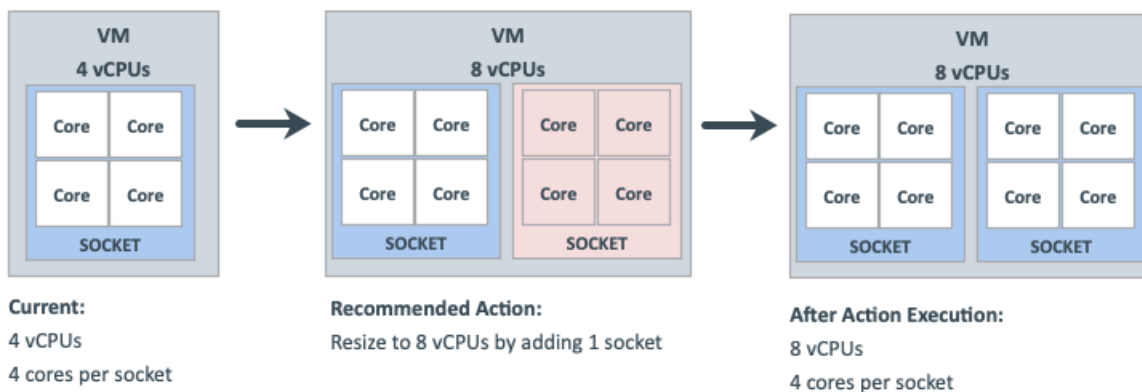 VM
4 vCPUs
Core Core
Core Core
SOCKET
Current:
4 vCPUs
4 cores per socket
VM
8 vCPUs
Core Core Core Core
Core Core Core Core
SOCKET SOCKET
Recommended Action:
Resize to 8 vCPUs by adding 1 socket
VM
8 vCPUs
Core Core Core Core
Core Core Core Core
SOCKET SOCKET
After Action Execution:
8 vCPUs
4 cores per socket